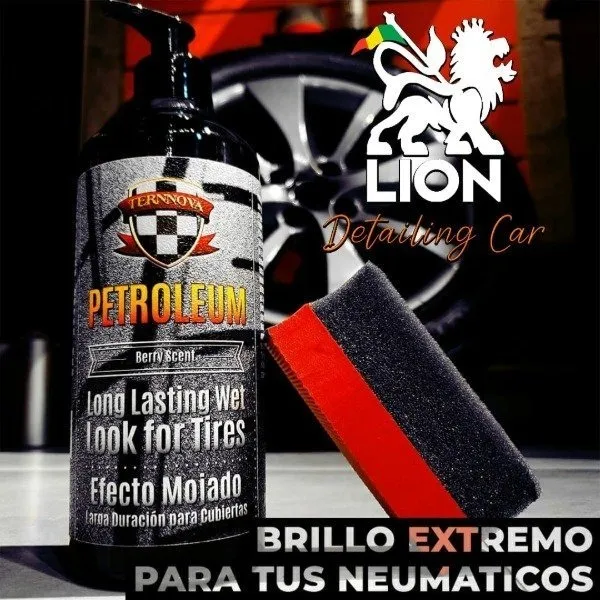 LION
Detailing Car
TERNNOVA
PETROLEUM
Berry Scent
Long Lasting Wet
Look for Tires
Efecto Mojado
Larga Duración para Cubiertas
BRILLO EXTREMO
PARA TUS NEUMATICOS